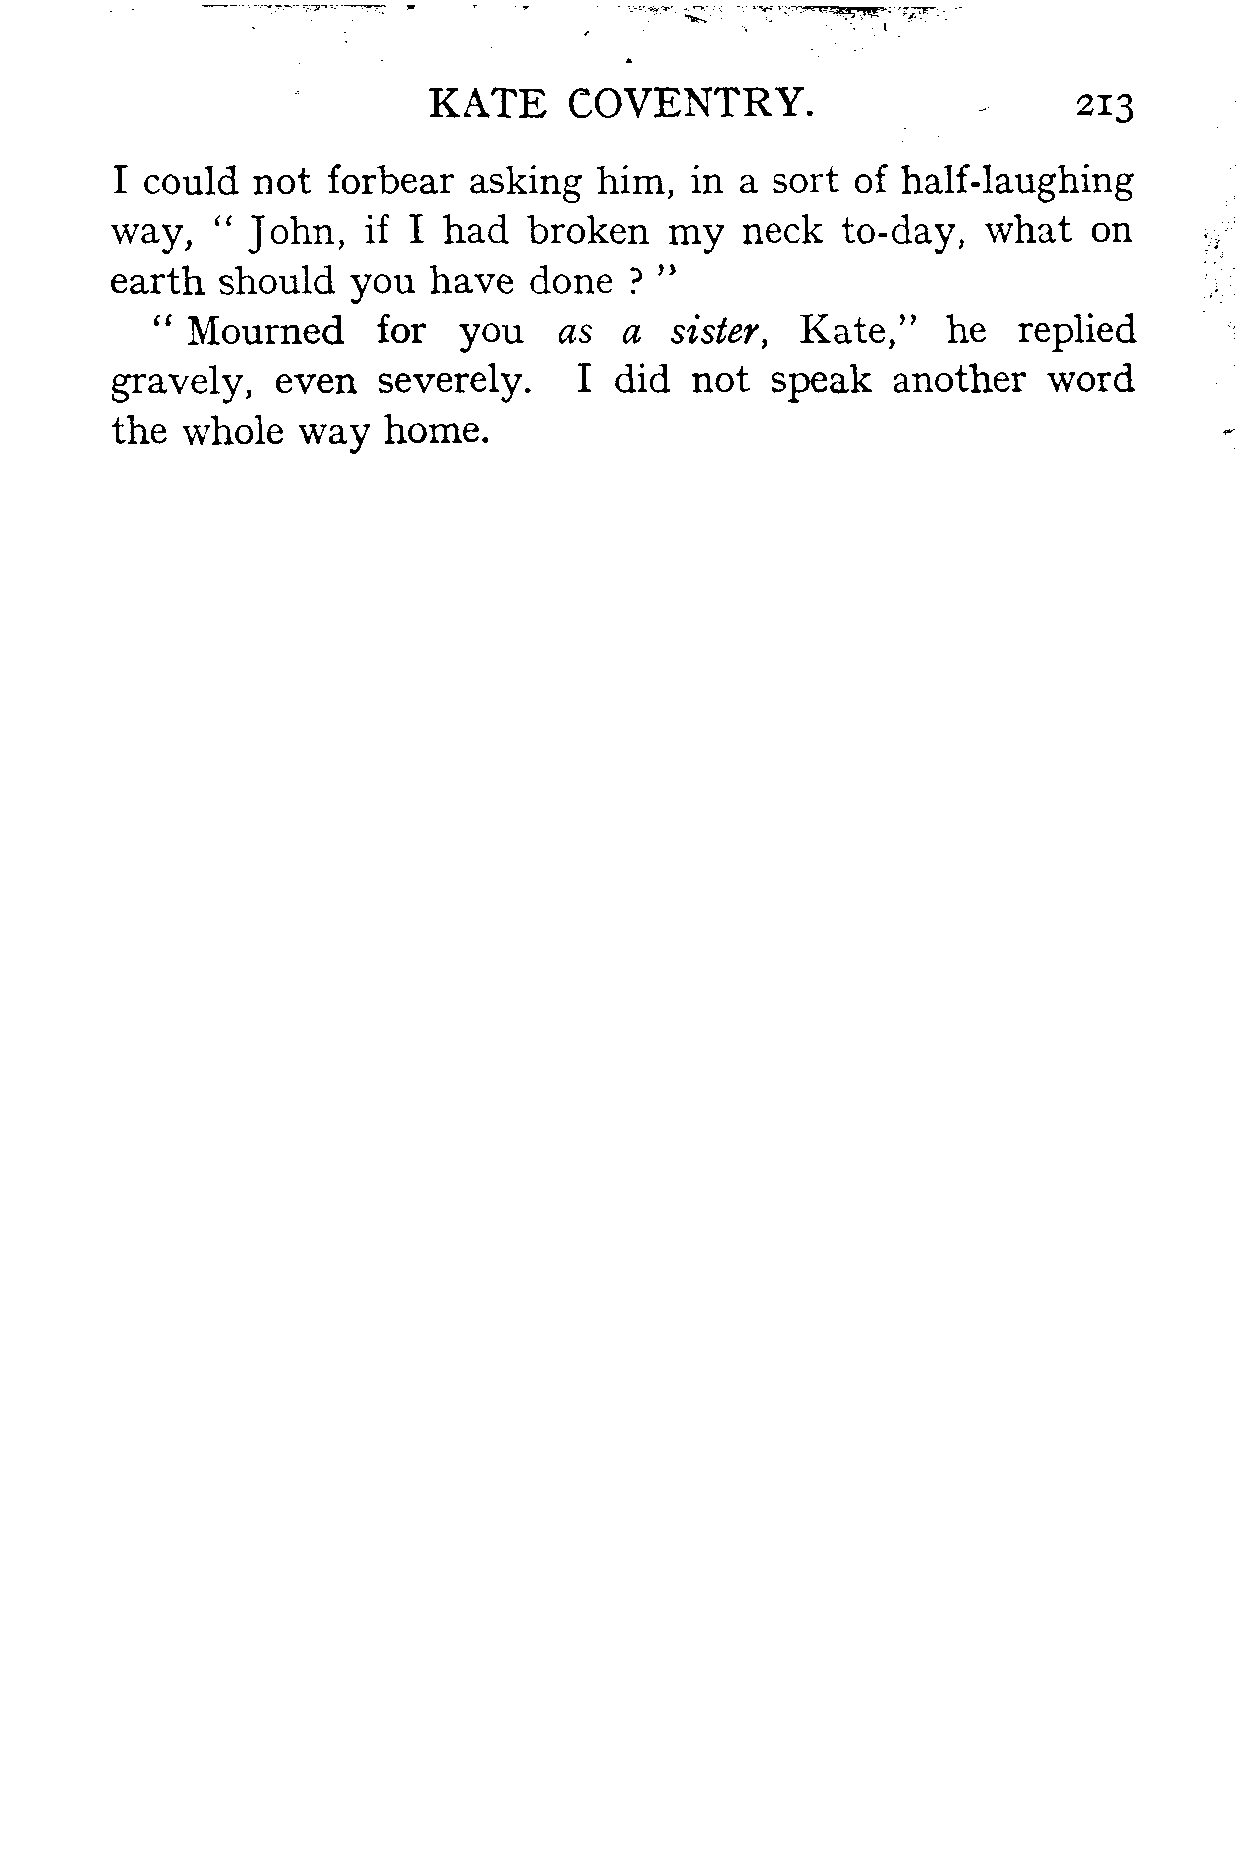 KATE COVENTRY. 213
I could not forbear asking him, in a sort of half-laughing
way, “ John, if I had broken my neck to-day, what on
earth should you have done ? ”
“ Mourned for you as a sister, Kate,” he replied
gravely, even severely. I did not speak another word
the whole way home.